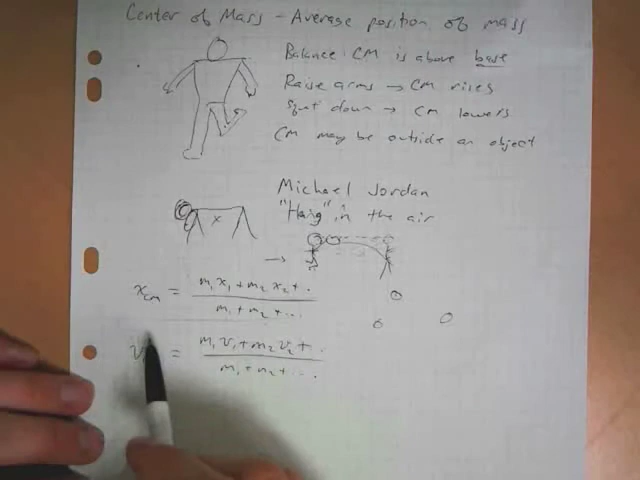 Center of Mass - Average position of mass
Balance: CM is above base
Raise arms → CM rises
Squat down → CM lowers
CM may be outside an object
x
Michael Jordan
"Hang" in the air
→
x_cm = (m₁x₁ + m₂x₂ + ..) / (m₁ + m₂ + ...)
v = (m₁v₁ + m₂v₂ + ..) / (m₁ + m₂ + ...)